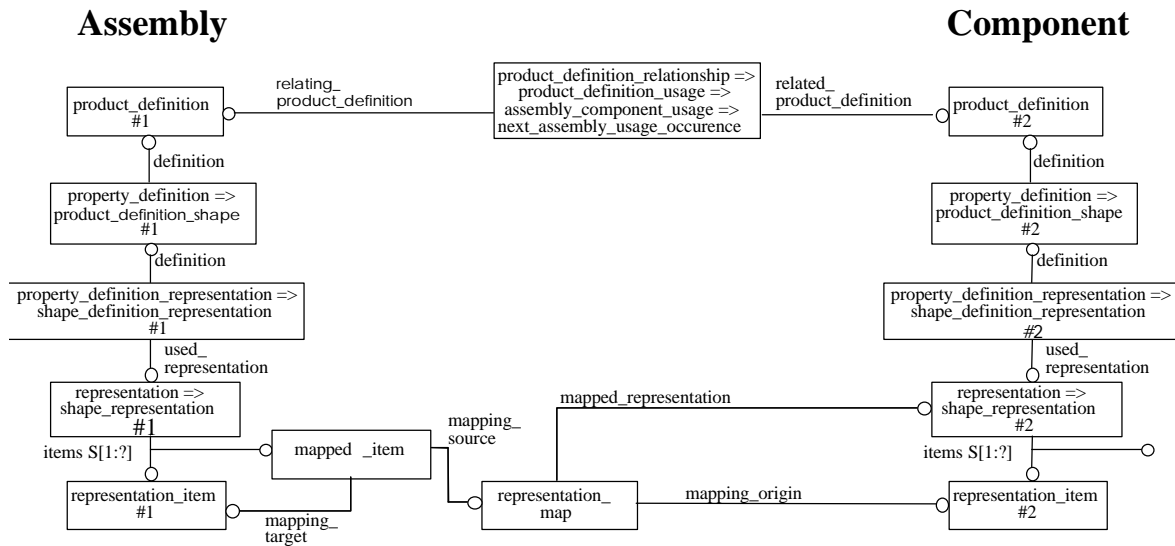 Assembly
Component
product_definition
#1
relating_
product_definition
product_definition_relationship =>
product_definition_usage =>
assembly_component_usage =>
next_assembly_usage_occurence
related_
product_definition
product_definition
#2
definition
definition
property_definition =>
product_definition_shape
#1
property_definition =>
product_definition_shape
#2
definition
definition
property_definition_representation =>
shape_definition_representation
#1
property_definition_representation =>
shape_definition_representation
#2
used_
representation
used_
representation
representation =>
shape_representation
#1
mapping_
source
mapped_representation
representation =>
shape_representation
#2
items S[1:?]
mapped _item
items S[1:?]
representation_item
#1
mapping_
target
representation_
map
mapping_origin
representation_item
#2